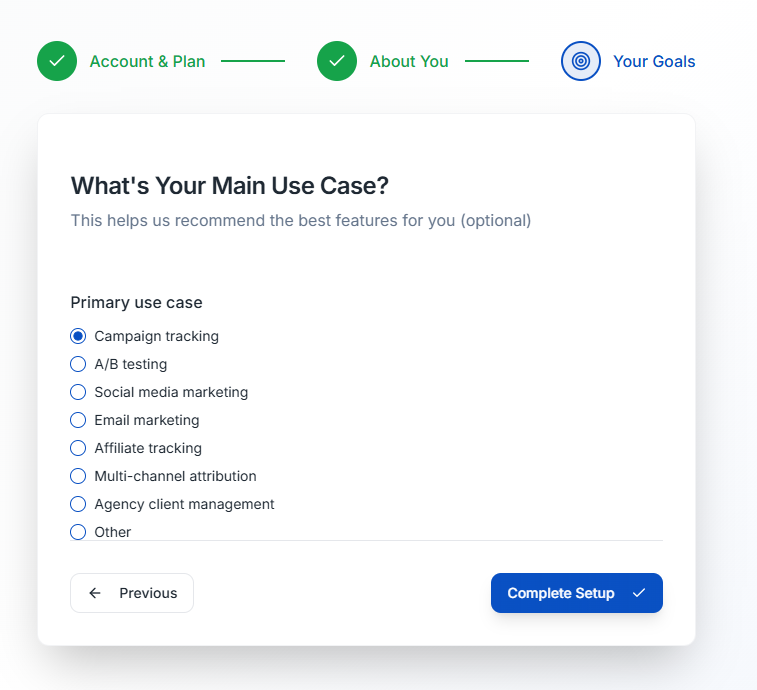 Account & Plan
About You
Your Goals
What's Your Main Use Case?
This helps us recommend the best features for you (optional)
Primary use case
Campaign tracking
A/B testing
Social media marketing
Email marketing
Affiliate tracking
Multi-channel attribution
Agency client management
Other
Previous
Complete Setup